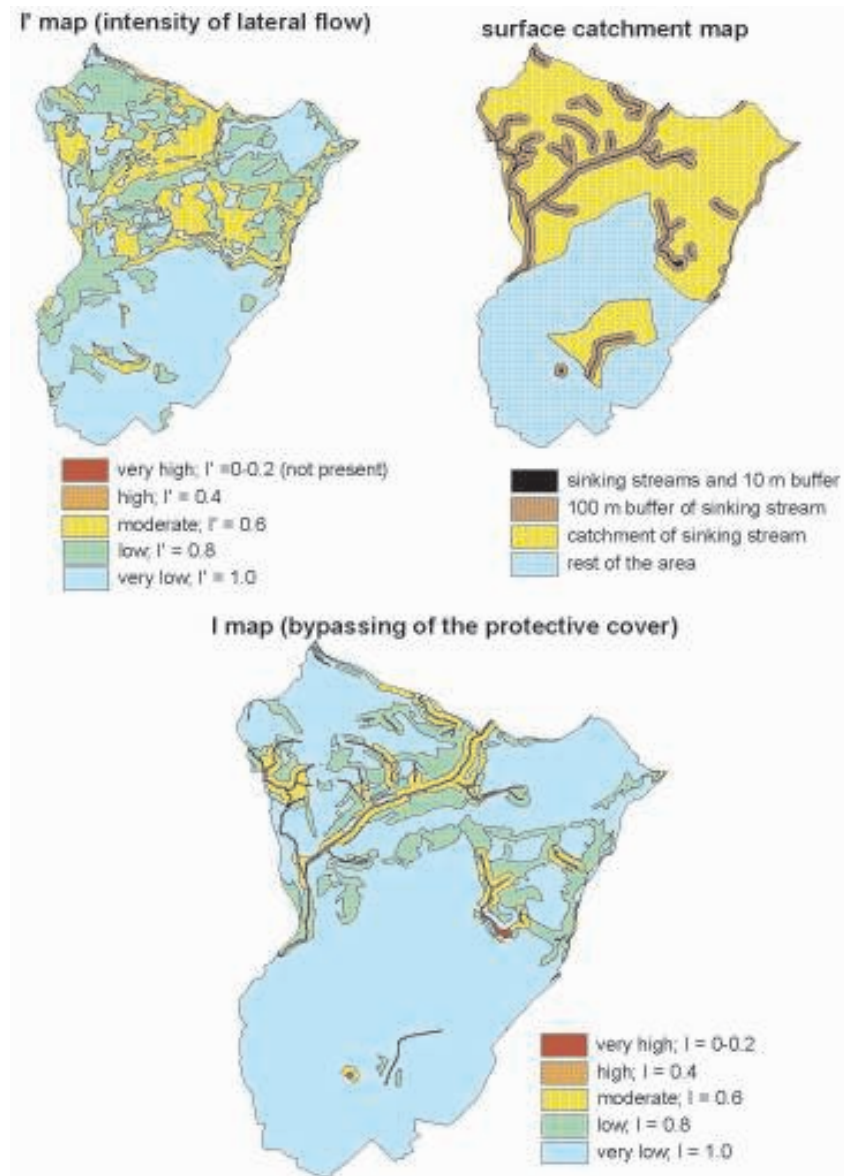 I' map (intensity of lateral flow)
surface catchment map
very high; I' =0-0.2 (not present)
high; I' = 0.4
moderate; I' = 0.6
low; I' = 0.8
very low; I' = 1.0
sinking streams and 10 m buffer
100 m buffer of sinking stream
catchment of sinking stream
rest of the area
I map (bypassing of the protective cover)
very high; I = 0-0.2
high; I = 0.4
moderate; I = 0.6
low; I = 0.8
very low; I = 1.0